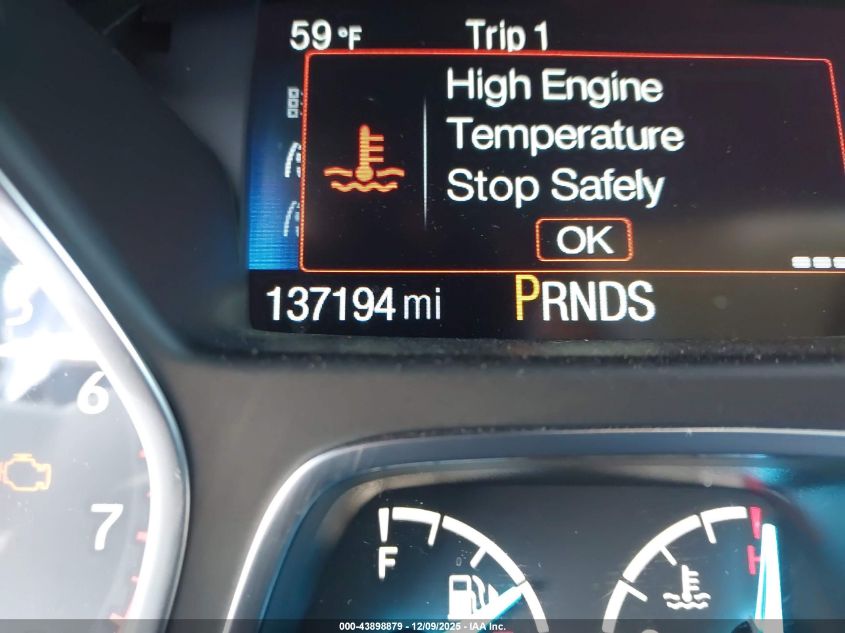 59 °F Trip 1
High Engine
Temperature
Stop Safely
OK
137194 mi PRNDS
5
6
7
F
H
000-43898879 - 12/09/2025 - IAA Inc.